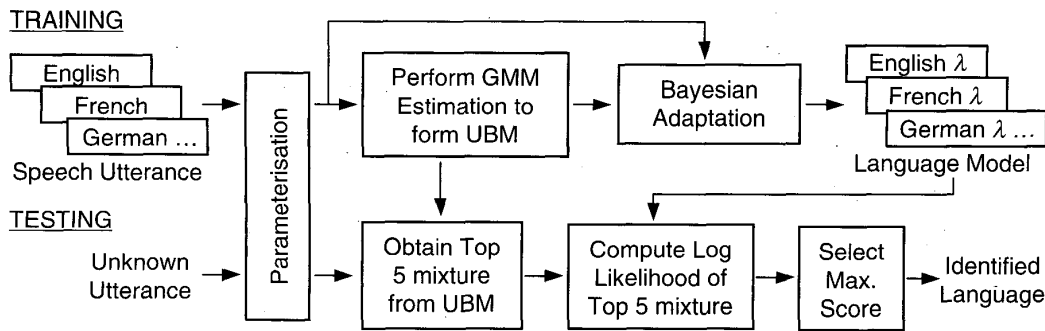 TRAINING
English
French
German ...
Speech Utterance
Parameterisation
Perform GMM
Estimation to
form UBM
Bayesian
Adaptation
English λ
French λ
German λ ...
Language Model
TESTING
Unknown
Utterance
Obtain Top
5 mixture
from UBM
Compute Log
Likelihood of
Top 5 mixture
Select
Max.
Score
Identified
Language